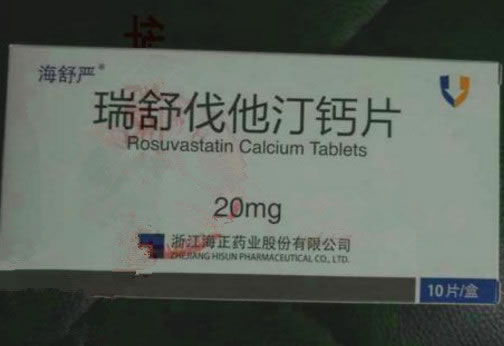 海舒严®
瑞舒伐他汀钙片
Rosuvastatin Calcium Tablets
20mg
浙江海正药业股份有限公司
ZHEJIANG HISUN PHARMACEUTICAL CO., LTD.
10片/盒